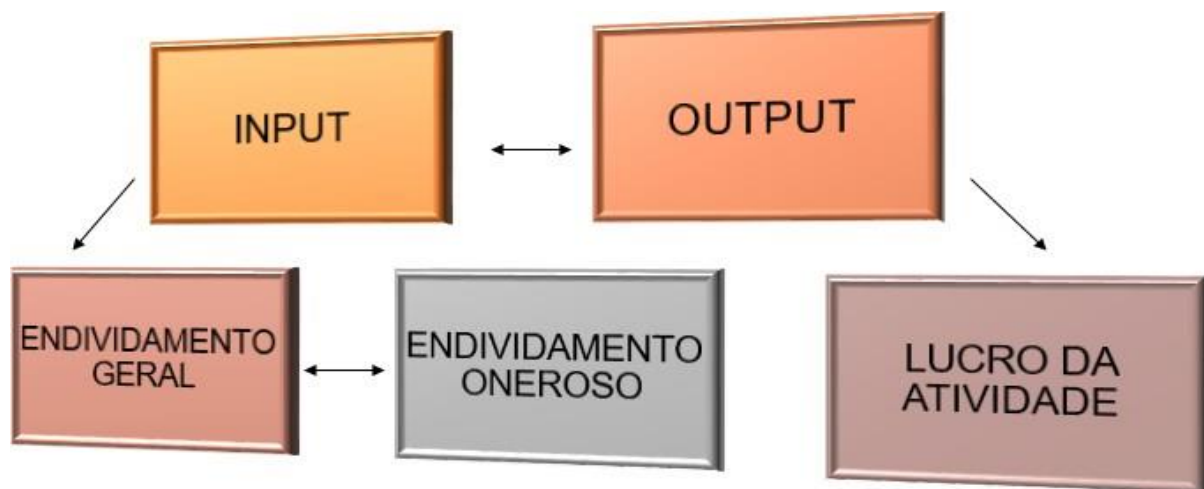 INPUT
OUTPUT
ENDIVIDAMENTO
GERAL
ENDIVIDAMENTO
ONEROSO
LUCRO DA
ATIVIDADE